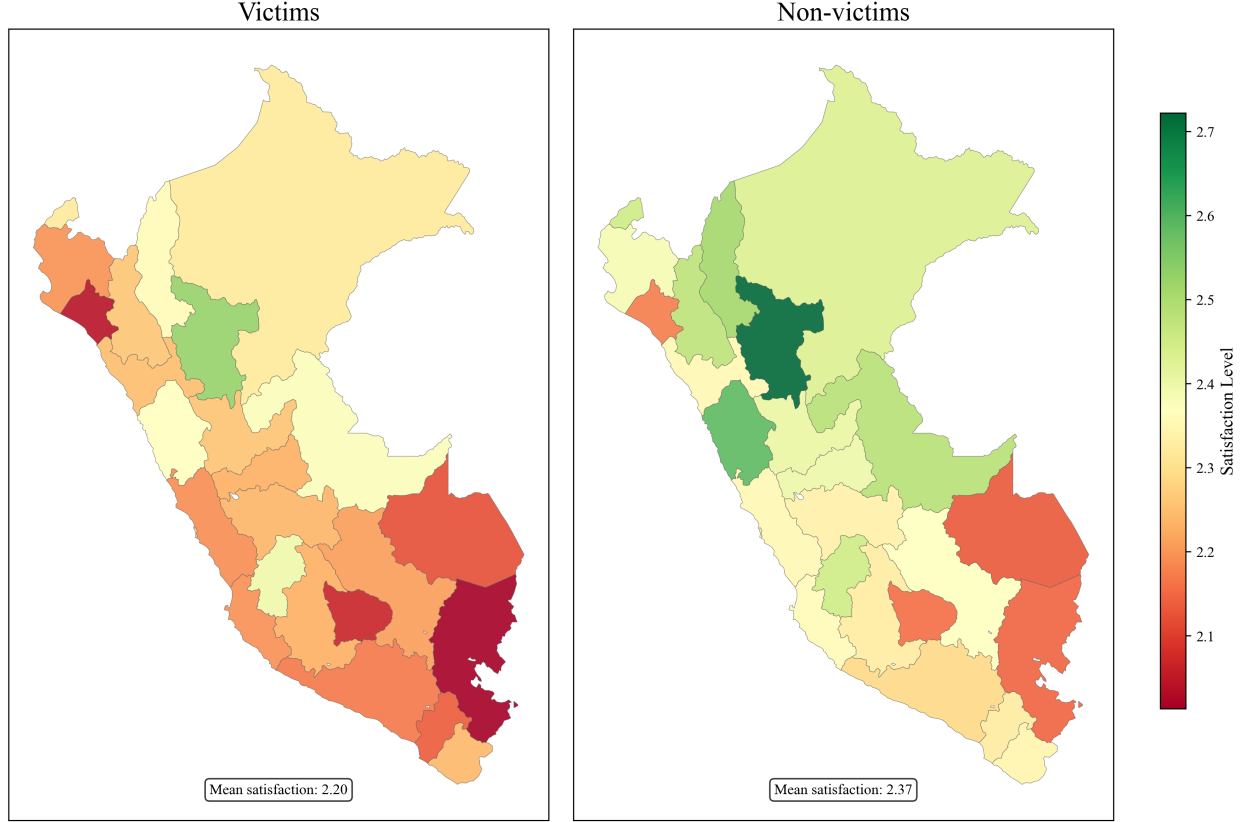 Victims
Non-victims
2.7
2.6
2.5
2.4
2.3
2.2
2.1
Satisfaction Level
Mean satisfaction: 2.20
Mean satisfaction: 2.37